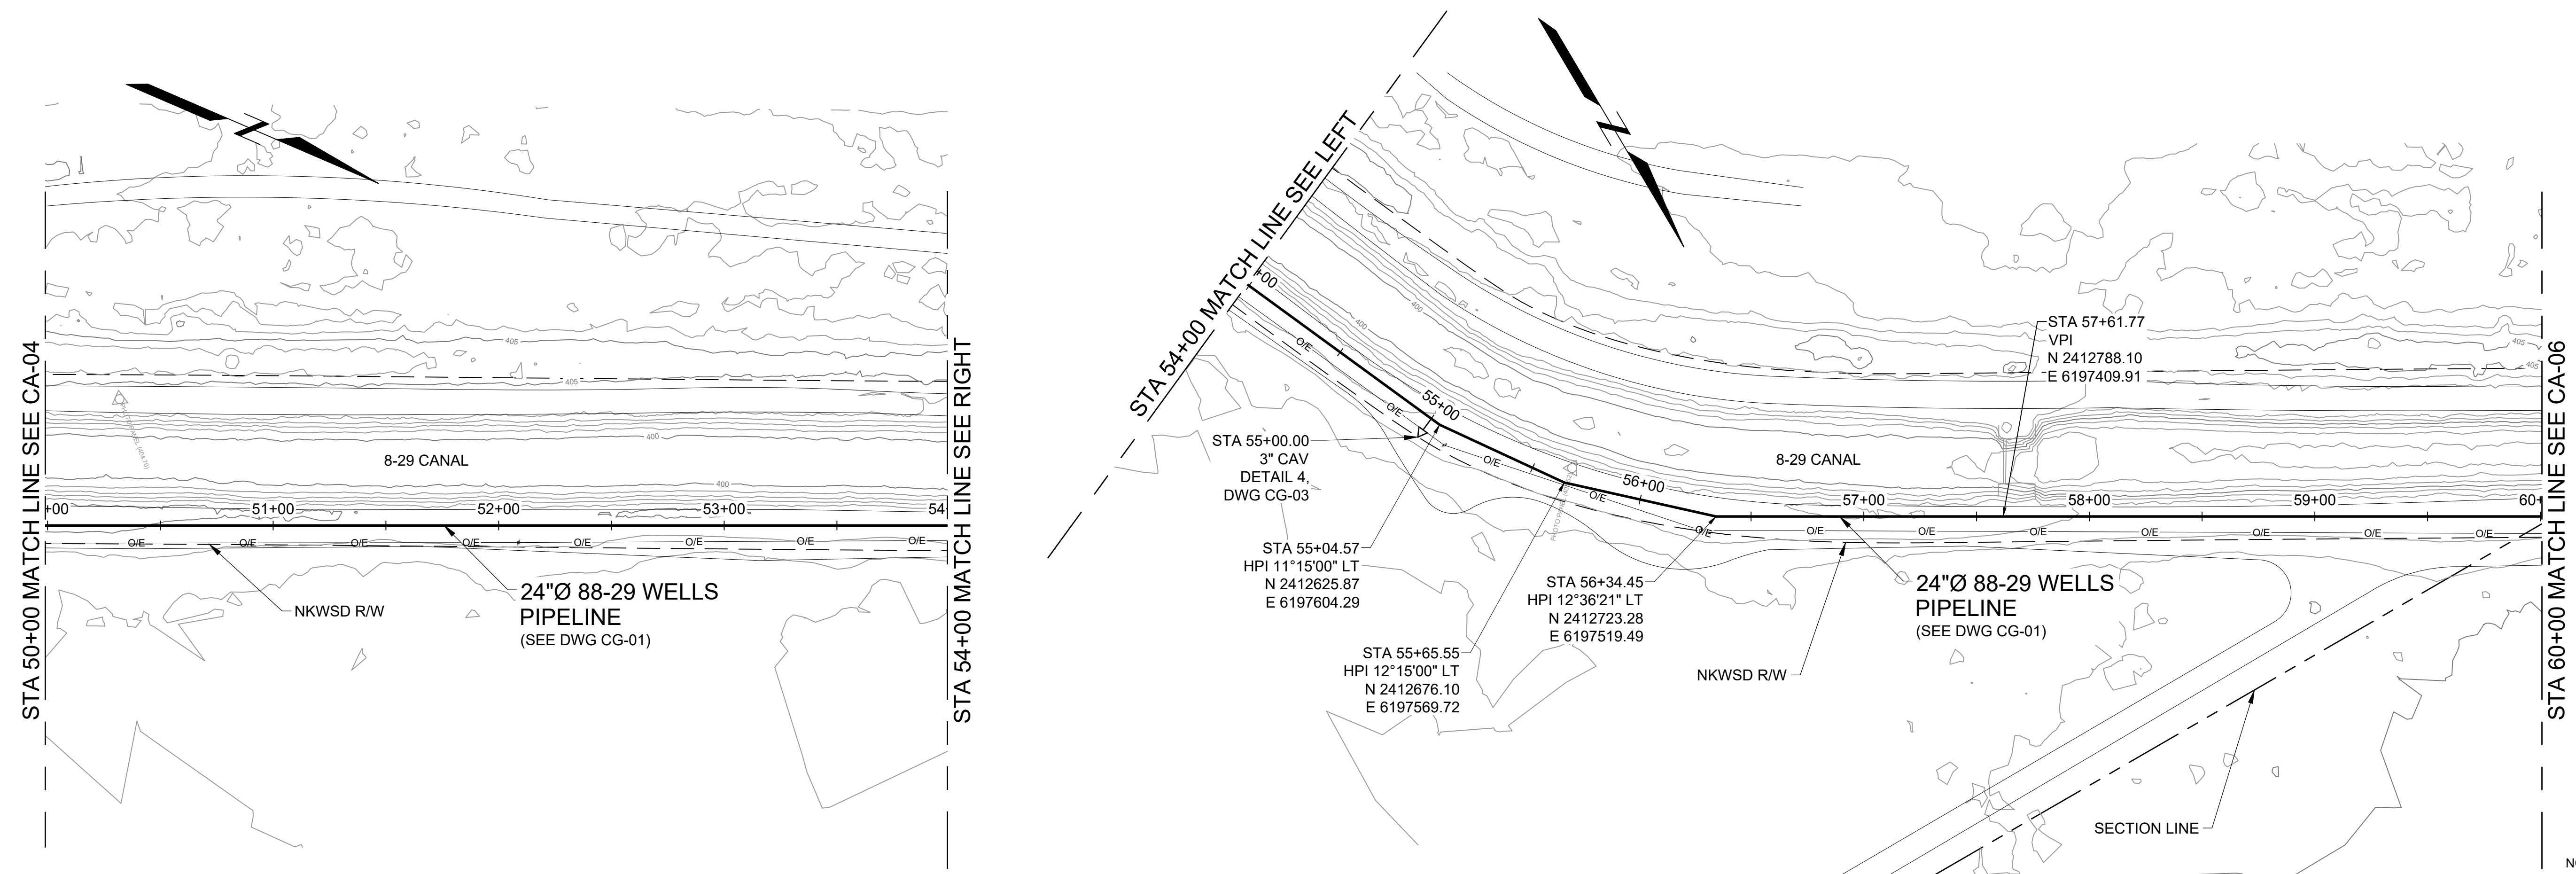 STA 50+00 MATCH LINE SEE CA-04
405
405
400
8-29 CANAL
400
+00
51+00
52+00
53+00
54
O/E
O/E
O/E
O/E
O/E
O/E
O/E
O/E
NKWSD R/W
24"Ø 88-29 WELLS
PIPELINE
(SEE DWG CG-01)
STA 54+00 MATCH LINE SEE RIGHT
STA 54+00 MATCH LINE SEE LEFT
+00
400
400
O/E
O/E
55+00
STA 55+00.00
3" CAV
DETAIL 4,
DWG CG-03
O/E
O/E
56+00
8-29 CANAL
STA 57+61.77
VPI
N 2412788.10
E 6197409.91
405
405
57+00
58+00
59+00
60+
O/E
O/E
O/E
O/E
O/E
O/E
O/E
O/E
STA 55+04.57
HPI 11°15'00" LT
N 2412625.87
E 6197604.29
STA 56+34.45
HPI 12°36'21" LT
N 2412723.28
E 6197519.49
STA 55+65.55
HPI 12°15'00" LT
N 2412676.10
E 6197569.72
NKWSD R/W
24"Ø 88-29 WELLS
PIPELINE
(SEE DWG CG-01)
SECTION LINE
STA 60+00 MATCH LINE SEE CA-06